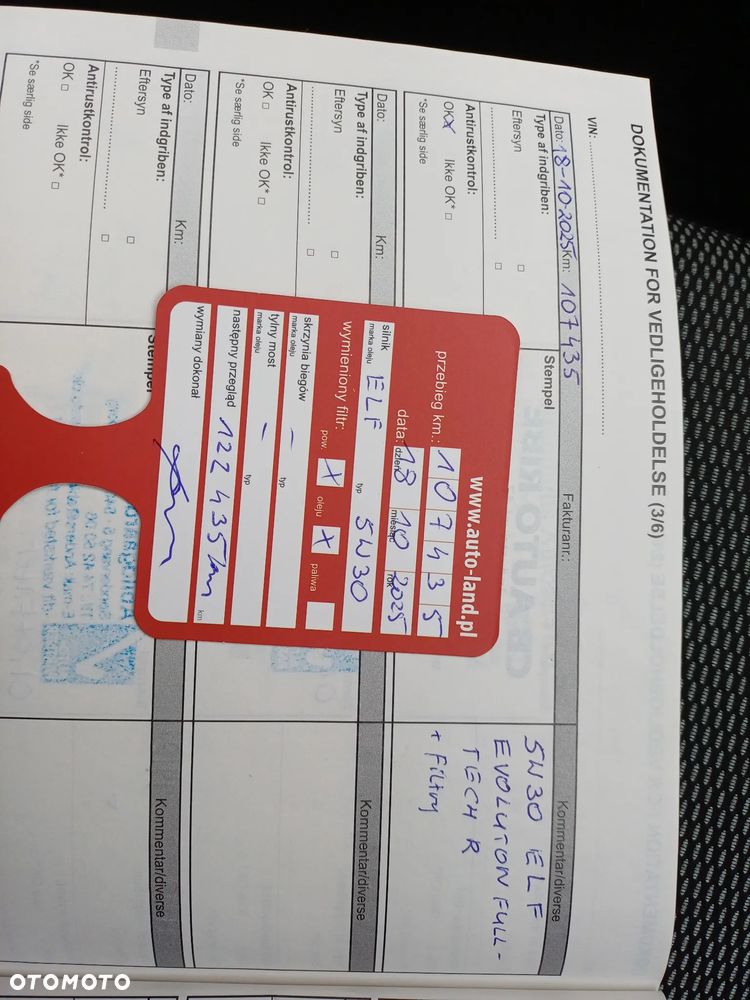 DOKUMENTATION FOR VEDLIGEHOLDELSE (3/6)
VIN:
Dato: 18-10-2025 Km: 107435 Fakturanr.: Kommentar/diverse
Type af indgriben: Stempel
Eftersyn
Antirustkontrol:
OK X Ikke OK*
*Se særlig side
5W30 ELF
EVOLUTION FULL-
TECH R
+ Filtry
Dato: Km: Kommentar/diverse
Type af indgriben:
Eftersyn
Antirustkontrol:
OK Ikke OK*
*Se særlig side
Dato: Km: Kommentar/diverse
Type af indgriben: Stempel
Eftersyn
Antirustkontrol:
OK Ikke OK*
*Se særlig side
www.auto-land.pl
przebieg km.: 107435
data: 18 10 2025
dzień miesiąc rok
silnik ELF typ 5W30
marka oleju
wymieniony filtr: pow. X oleju X paliwa
skrzynia biegów – typ
marka oleju
tylny most – typ
marka oleju
następny przegląd 122 435 km km
wymiany dokonał
OTOMOTO